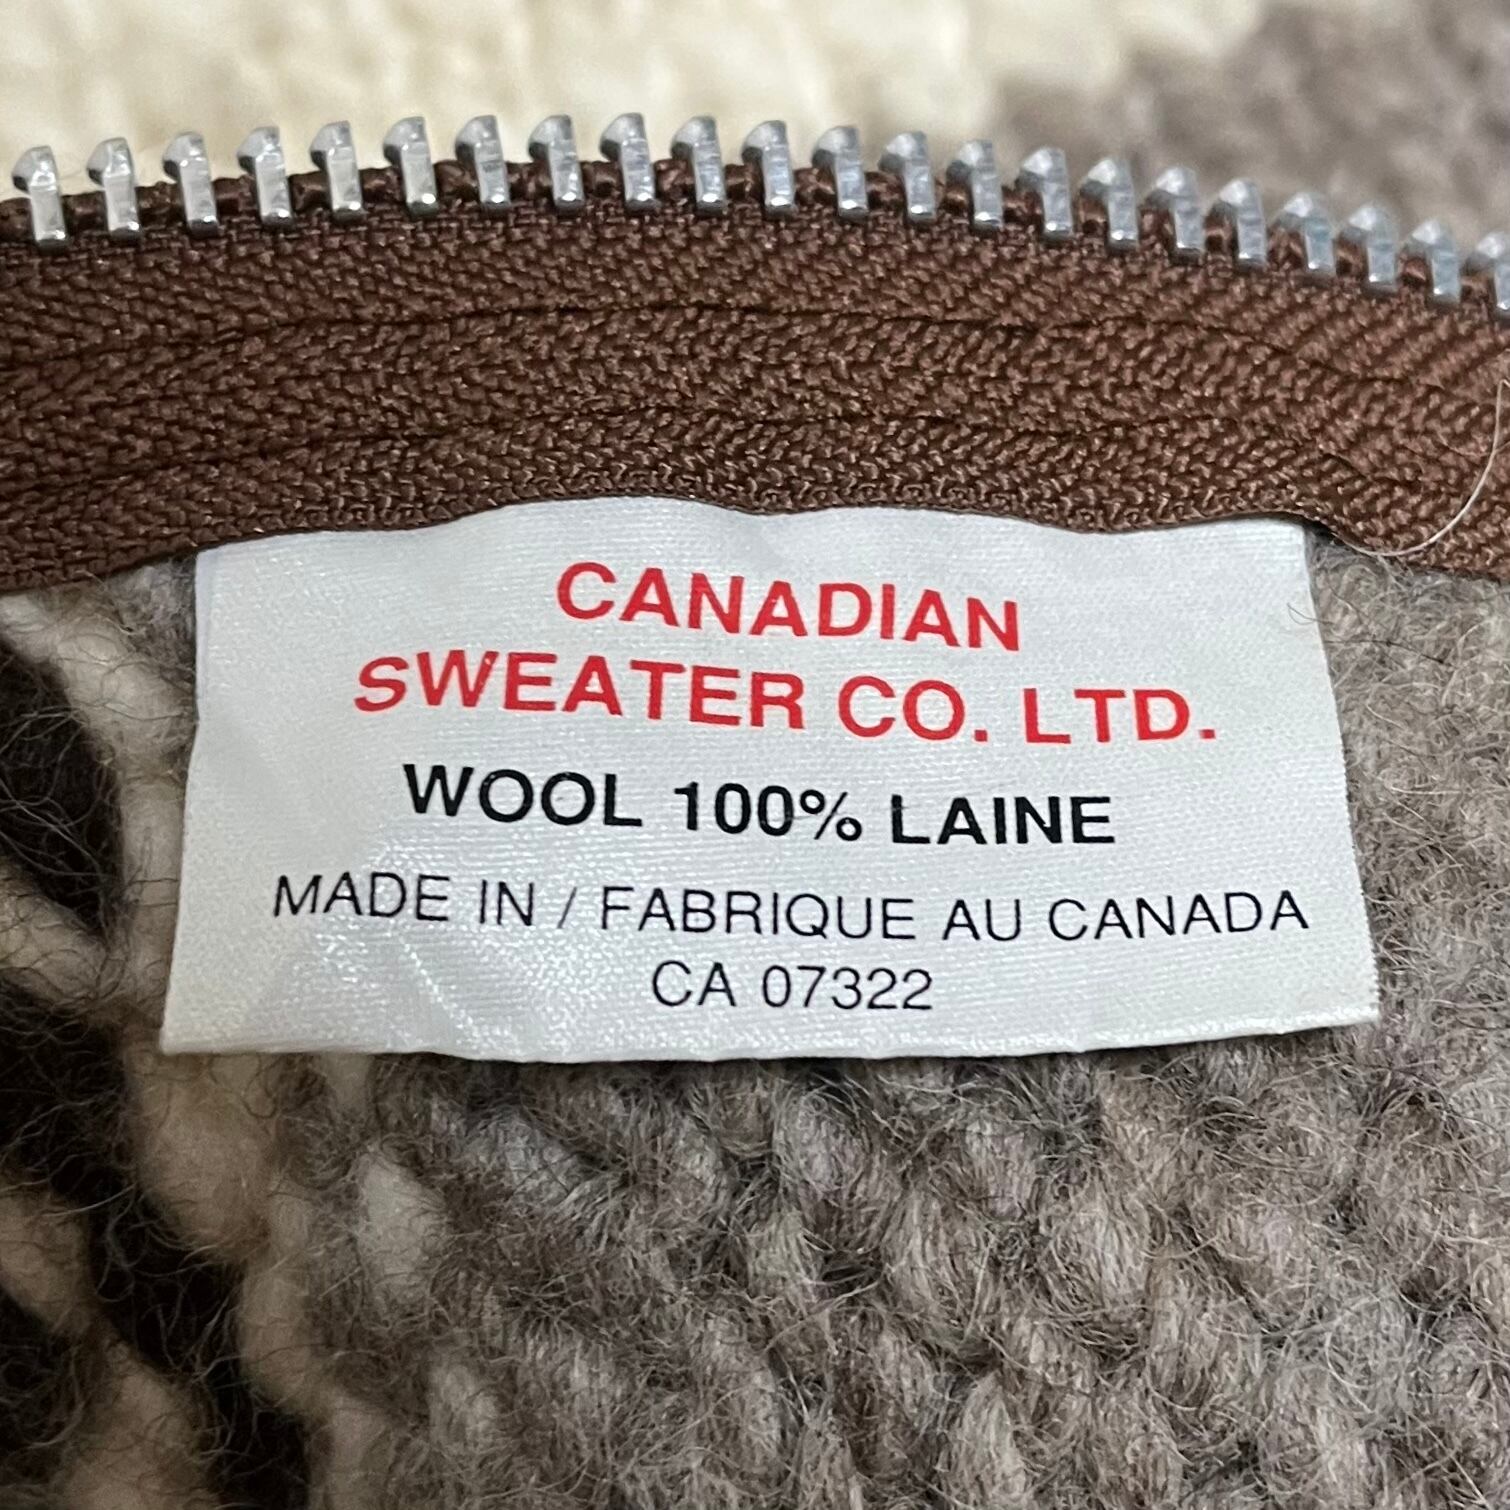 CANADIAN
SWEATER CO. LTD.
WOOL 100% LAINE
MADE IN / FABRIQUE AU CANADA
CA 07322